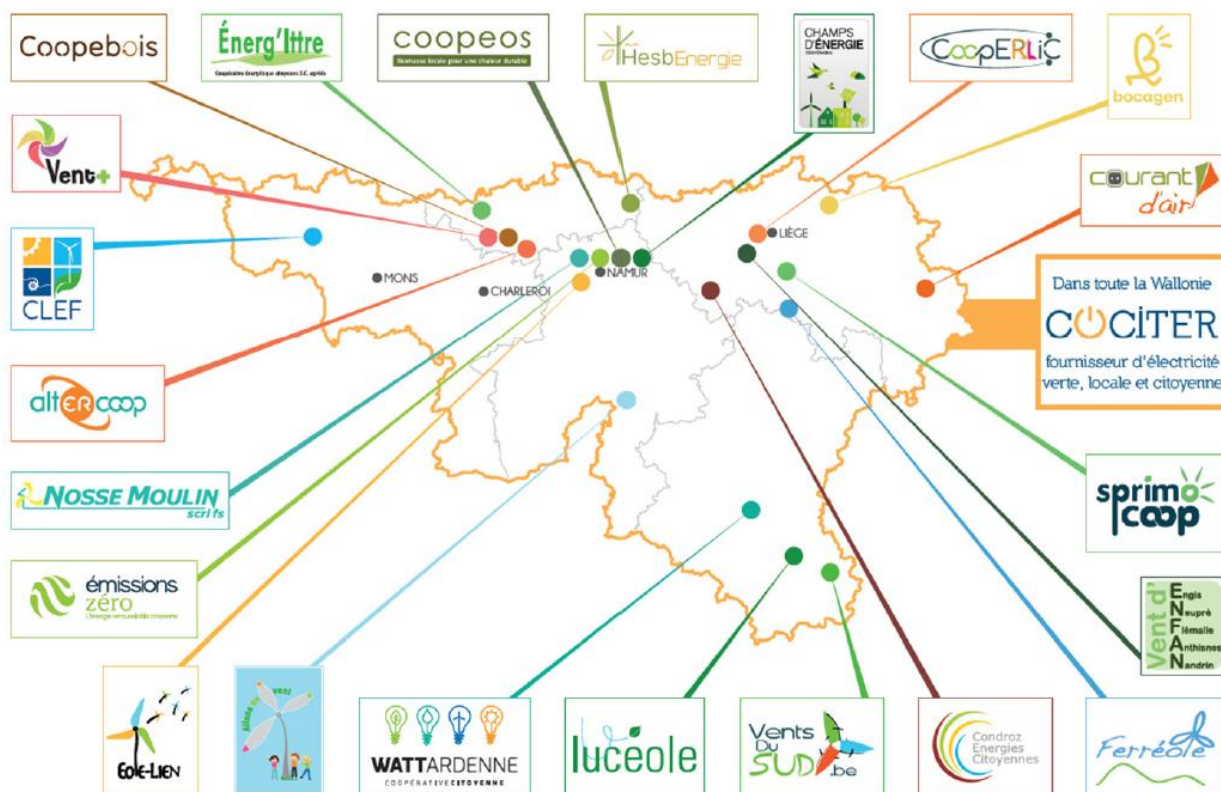 Coopebois
Énerg'Ittre
Coopérative énergétique citoyenne S.C. agréée
coopeos
Biomasse locale pour une chaleur durable
HesbEnergie
CHAMPS
D'ÉNERGIE
CoopERLiC
bocagen
Vent+
courant
d'air
CLEF
LIÈGE
MONS
NAMUR
CHARLEROI
Dans toute la Wallonie
COCITER
fournisseur d'électricité
verte, locale et citoyenne
altERcoop
NOSSE MOULIN
scrl fs
sprimo
coop
émissions
zéro
L'énergie renouvelable citoyenne
Vent d'
Engis
Neupré
Flémalle
Anthisnes
Nandrin
EOLE-LIEN
Allons en vent
WATTARDENNE
COOPÉRATIVE CITOYENNE
lucéole
Vents
Du
SUD.be
Condroz
Energies
Citoyennes
Ferréole